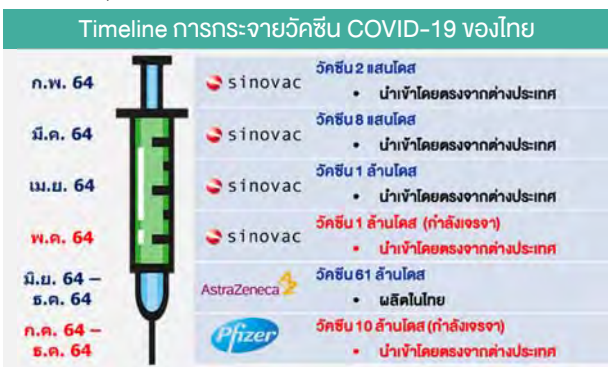 Timeline การกระจายวัคซีน COVID-19 ของไทย
ก.พ. 64
sinovac
วัคซีน 2 แสนโดส
• นำเข้าโดยตรงจากต่างประเทศ
มี.ค. 64
sinovac
วัคซีน 8 แสนโดส
• นำเข้าโดยตรงจากต่างประเทศ
เม.ย. 64
sinovac
วัคซีน 1 ล้านโดส
• นำเข้าโดยตรงจากต่างประเทศ
พ.ค. 64
sinovac
วัคซีน 1 ล้านโดส (กำลังเจรจา)
• นำเข้าโดยตรงจากต่างประเทศ
มิ.ย. 64 –
ธ.ค. 64
AstraZeneca
วัคซีน 61 ล้านโดส
• ผลิตในไทย
ก.ค. 64 –
ธ.ค. 64
Pfizer
วัคซีน 10 ล้านโดส (กำลังเจรจา)
• นำเข้าโดยตรงจากต่างประเทศ